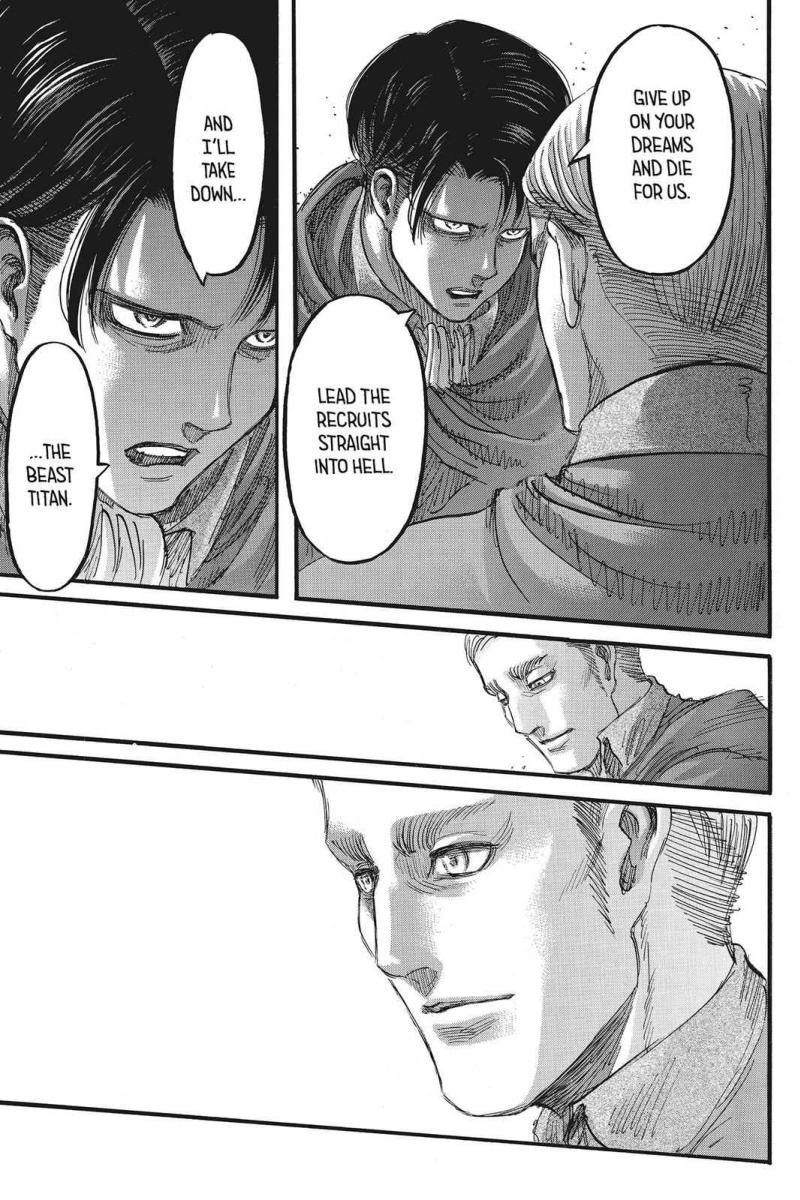 GIVE UP
ON YOUR
DREAMS
AND DIE
FOR US.
LEAD THE
RECRUITS
STRAIGHT
INTO HELL.
AND
I'LL
TAKE
DOWN...
...THE
BEAST
TITAN.